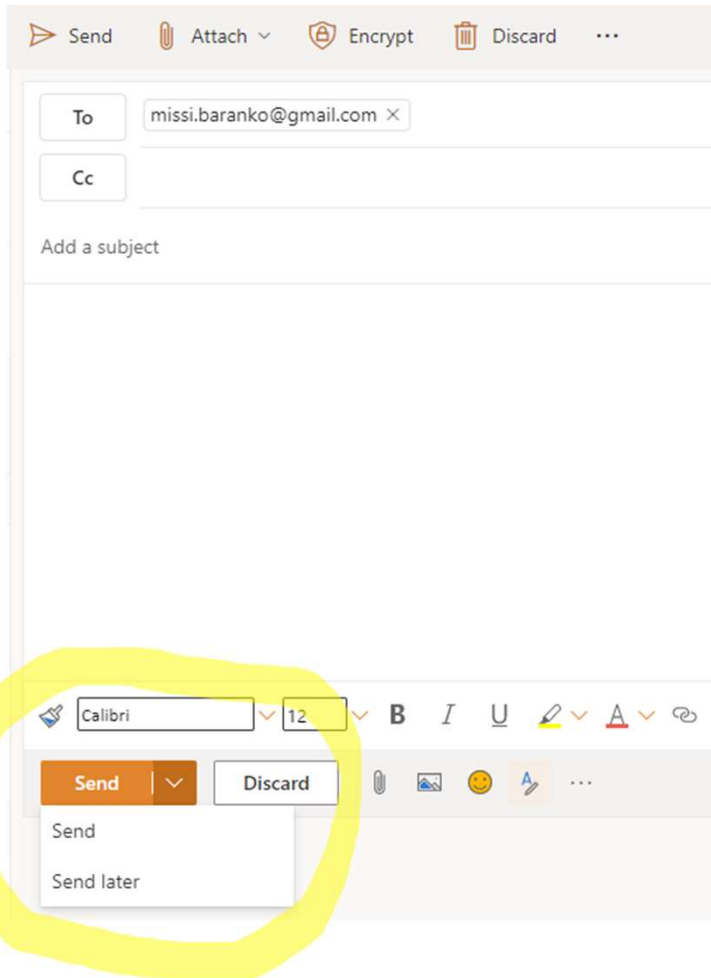 Send Attach Encrypt Discard ...
To missi.baranko@gmail.com ×
Cc
Add a subject
Calibri 12 B I U A
Send Discard ...
Send
Send later